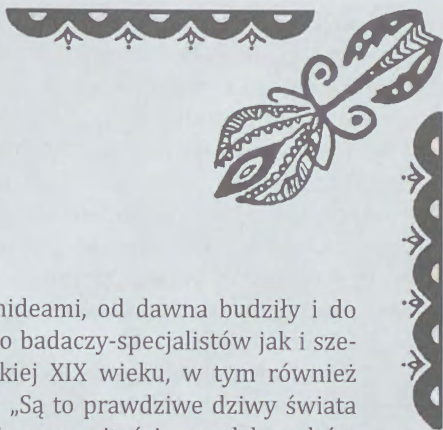 nideami, od dawna budziły i do
o badaczy-specjalistów jak i sze-
kiej XIX wieku, w tym również
„Są to prawdziwe dziwy świata